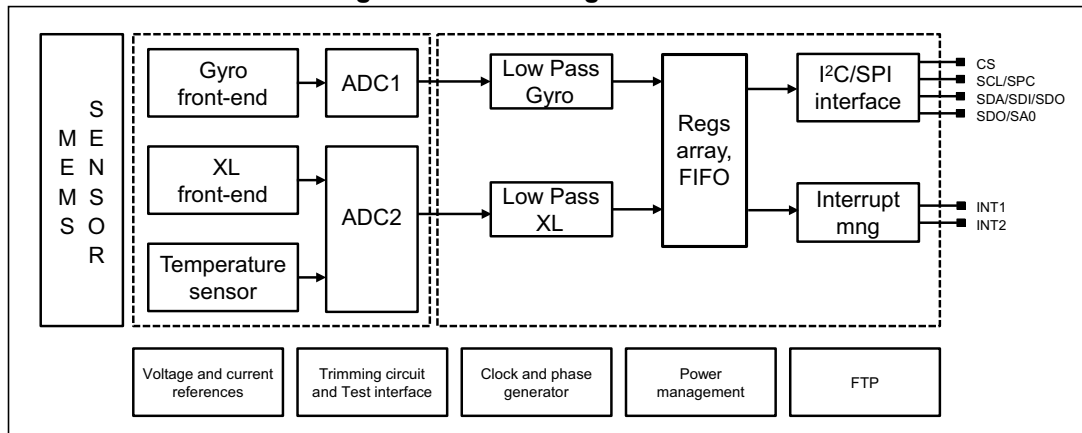 MEMS
SENSOR
Gyro
front-end
ADC1
XL
front-end
ADC2
Temperature
sensor
Low Pass
Gyro
Low Pass
XL
Regs
array,
FIFO
I²C/SPI
interface
CS
SCL/SPC
SDA/SDI/SDO
SDO/SA0
Interrupt
mng
INT1
INT2
Voltage and current
references
Trimming circuit
and Test interface
Clock and phase
generator
Power
management
FTP